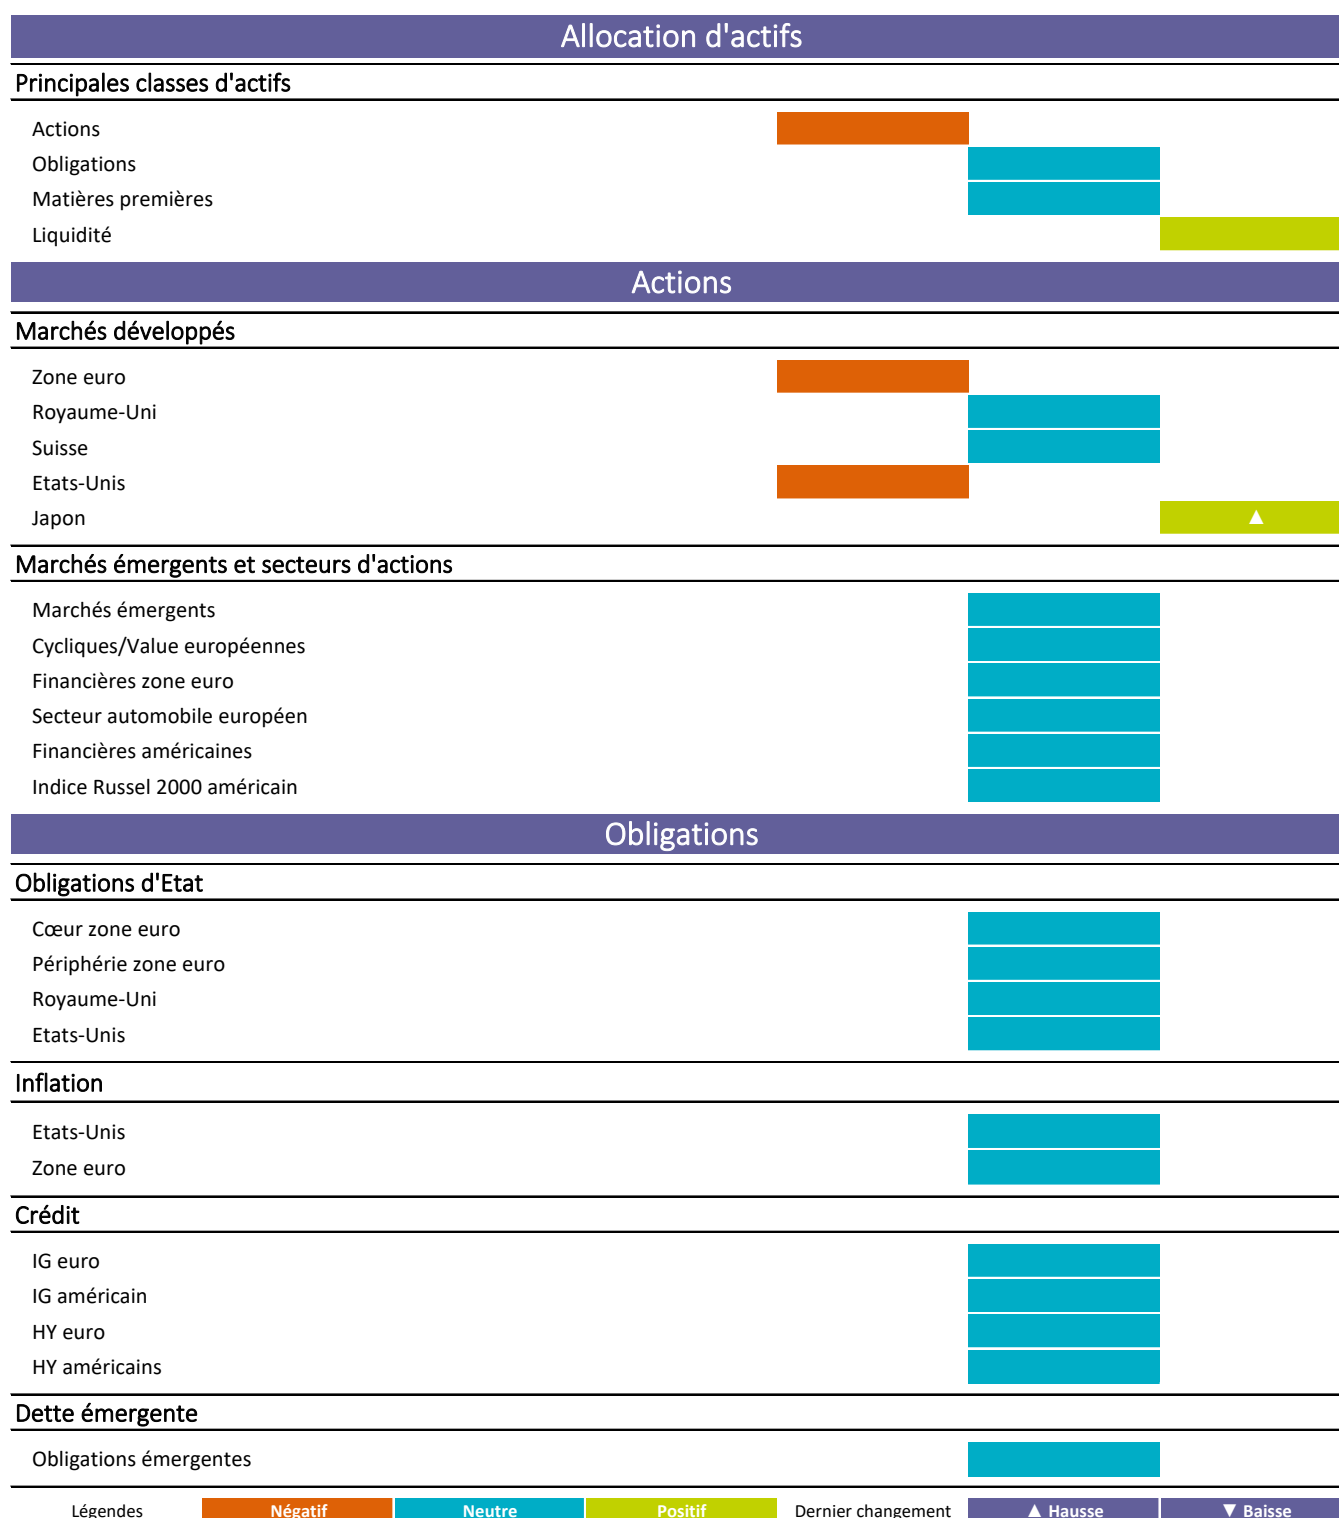 Allocation d'actifs
Principales classes d'actifs
Actions
Obligations
Matières premières
Liquidité
Actions
Marchés développés
Zone euro
Royaume-Uni
Suisse
Etats-Unis
Japon ▲
Marchés émergents et secteurs d'actions
Marchés émergents
Cycliques/Value européennes
Financières zone euro
Secteur automobile européen
Financières américaines
Indice Russel 2000 américain
Obligations
Obligations d'Etat
Cœur zone euro
Périphérie zone euro
Royaume-Uni
Etats-Unis
Inflation
Etats-Unis
Zone euro
Crédit
IG euro
IG américain
HY euro
HY américains
Dette émergente
Obligations émergentes
Légendes Négatif Neutre Positif Dernier changement ▲ Hausse ▼ Baisse